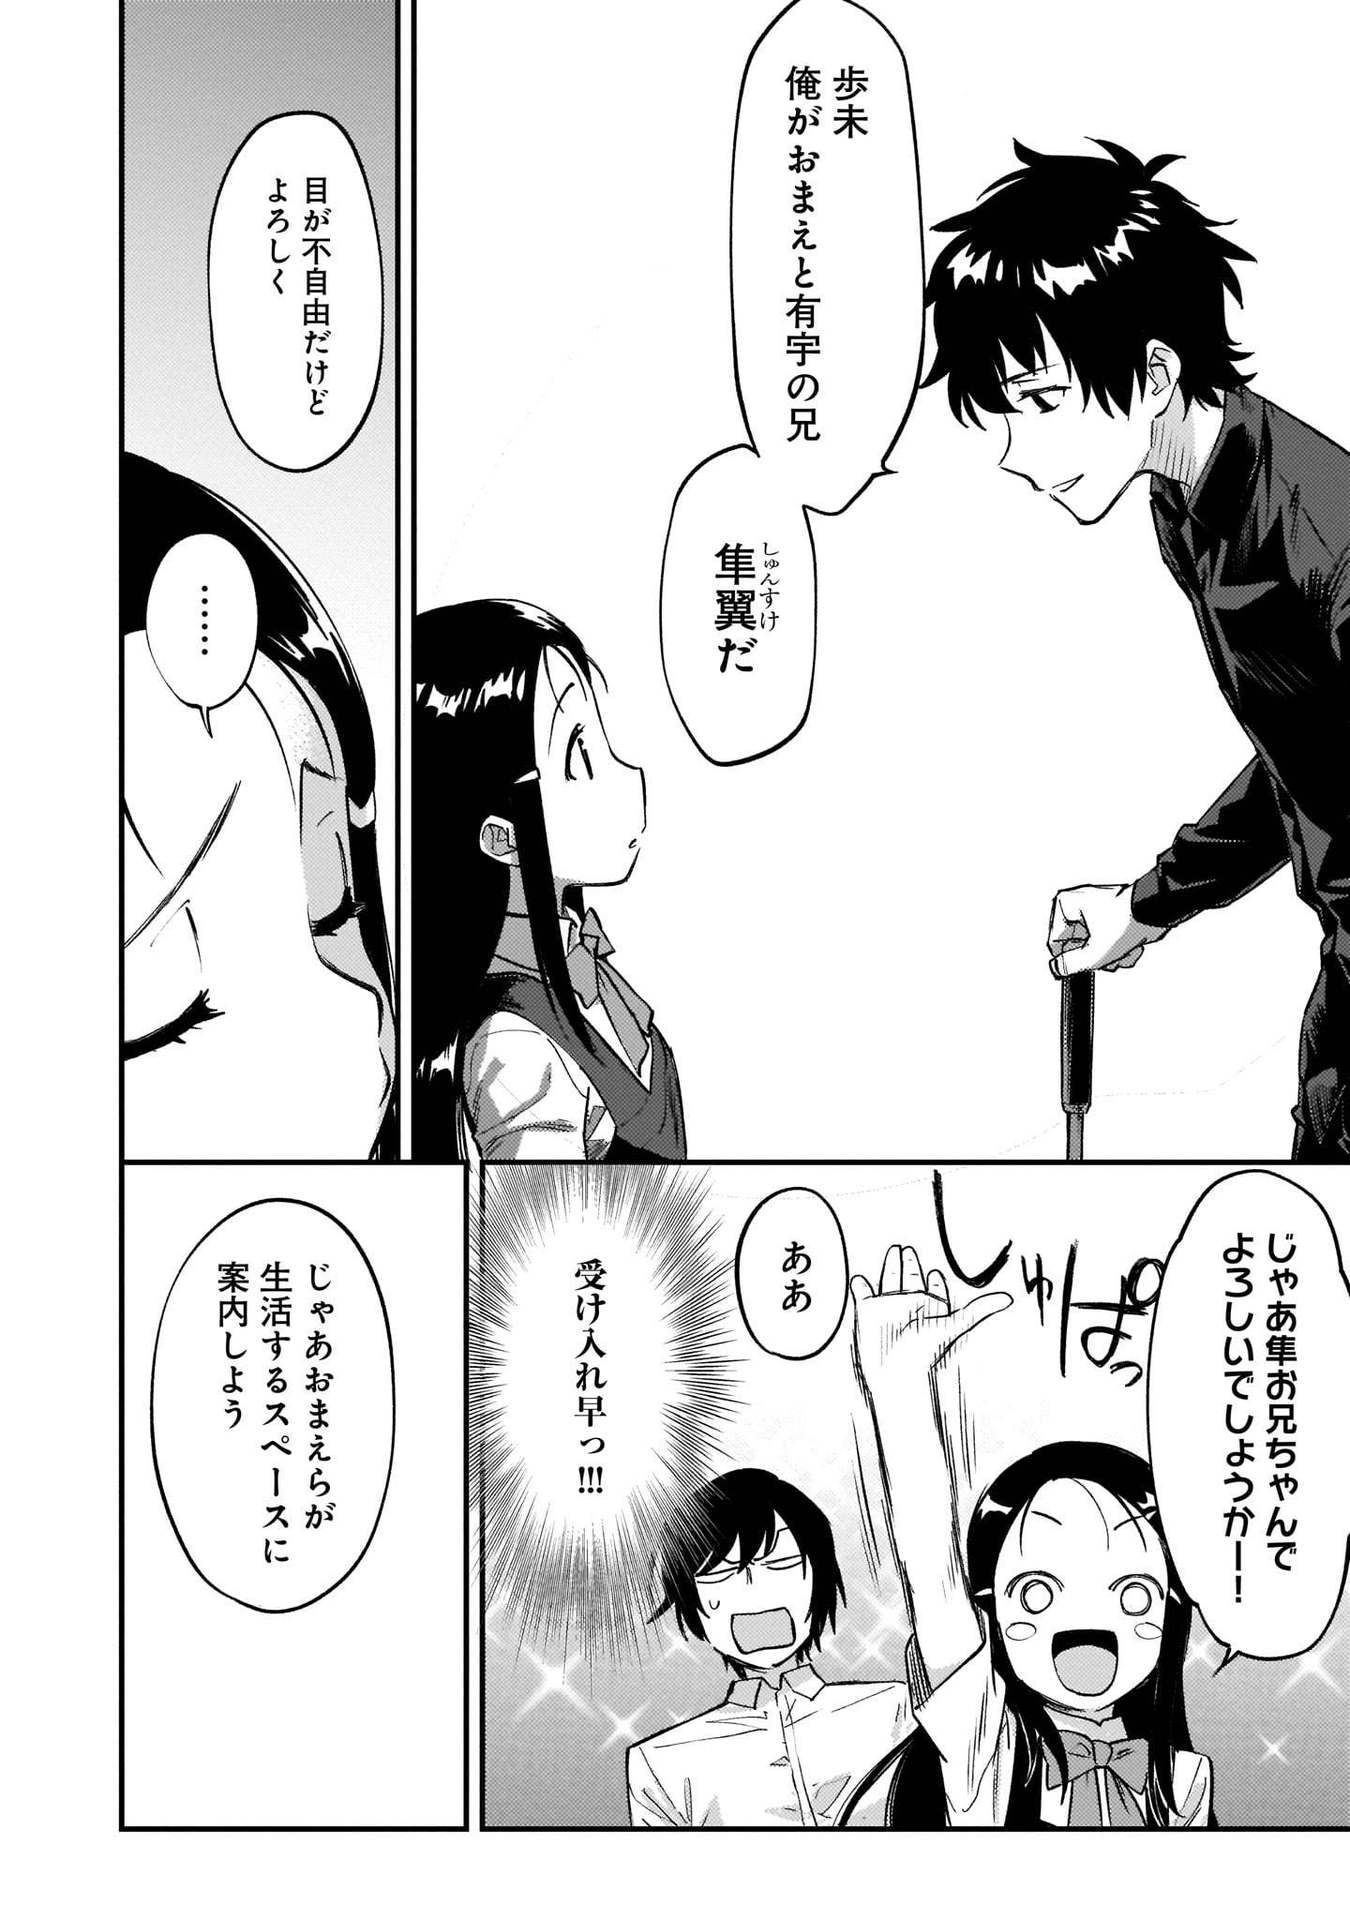 歩未
俺がおまえと有宇の兄
隼翼だ
しゅんすけ
目が不自由だけど
よろしく
……
じゃあ隼お兄ちゃんで
よろしいでしょうかー!
しゅぱっ
ああ
受け入れ早っ!!!
じゃあおまえらが
生活するスペースに
案内しよう